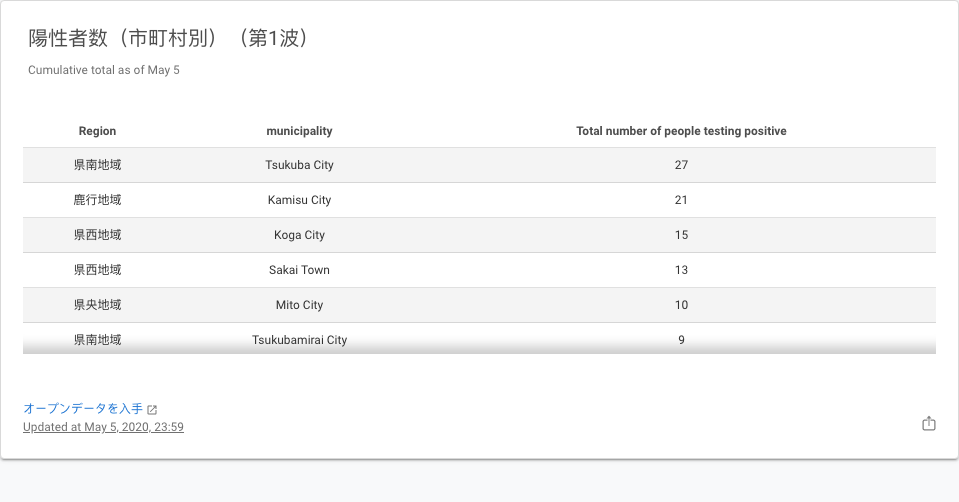 陽性者数（市町村別）（第1波）
Cumulative total as of May 5
Region municipality Total number of people testing positive
県南地域 Tsukuba City 27
鹿行地域 Kamisu City 21
県西地域 Koga City 15
県西地域 Sakai Town 13
県央地域 Mito City 10
県南地域 Tsukubamirai City 9
オープンデータを入手
Updated at May 5, 2020, 23:59